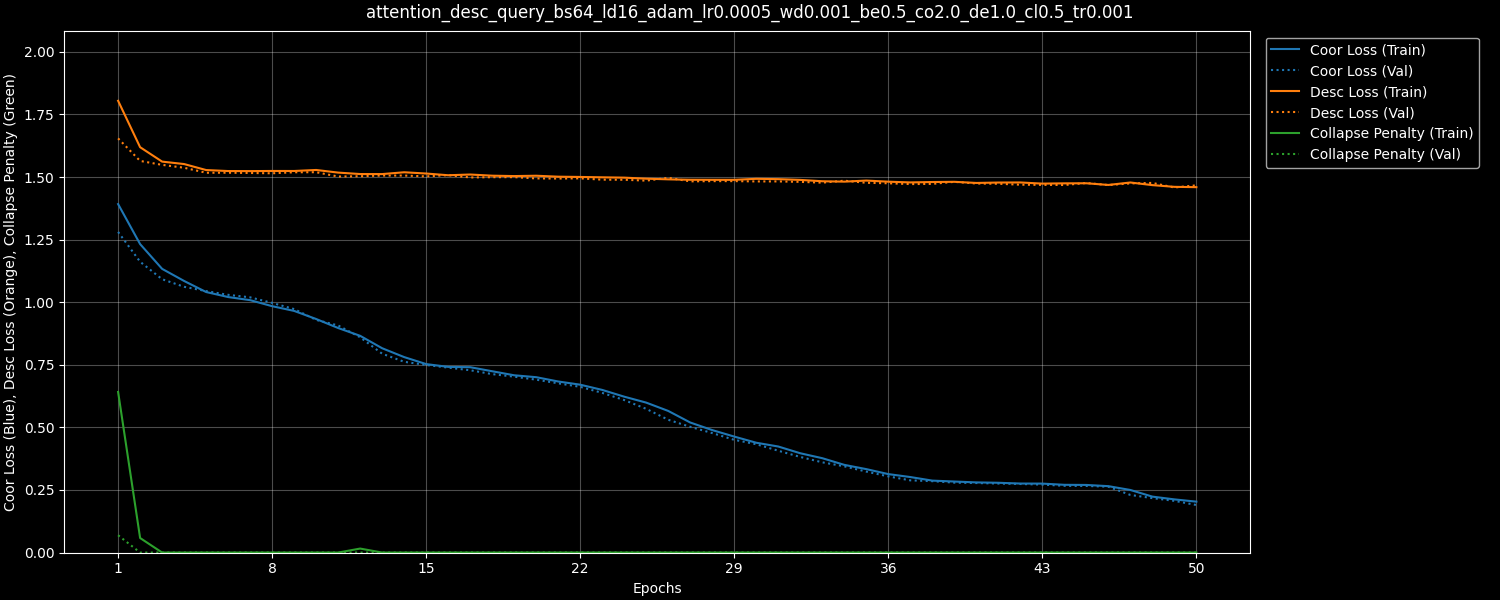 attention_desc_query_bs64_ld16_adam_lr0.0005_wd0.001_be0.5_co2.0_de1.0_cl0.5_tr0.001
Coor Loss (Blue), Desc Loss (Orange), Collapse Penalty (Green)
2.00
1.75
1.50
1.25
1.00
0.75
0.50
0.25
0.00
1 8 15 22 29 36 43 50
Epochs
Coor Loss (Train)
Coor Loss (Val)
Desc Loss (Train)
Desc Loss (Val)
Collapse Penalty (Train)
Collapse Penalty (Val)